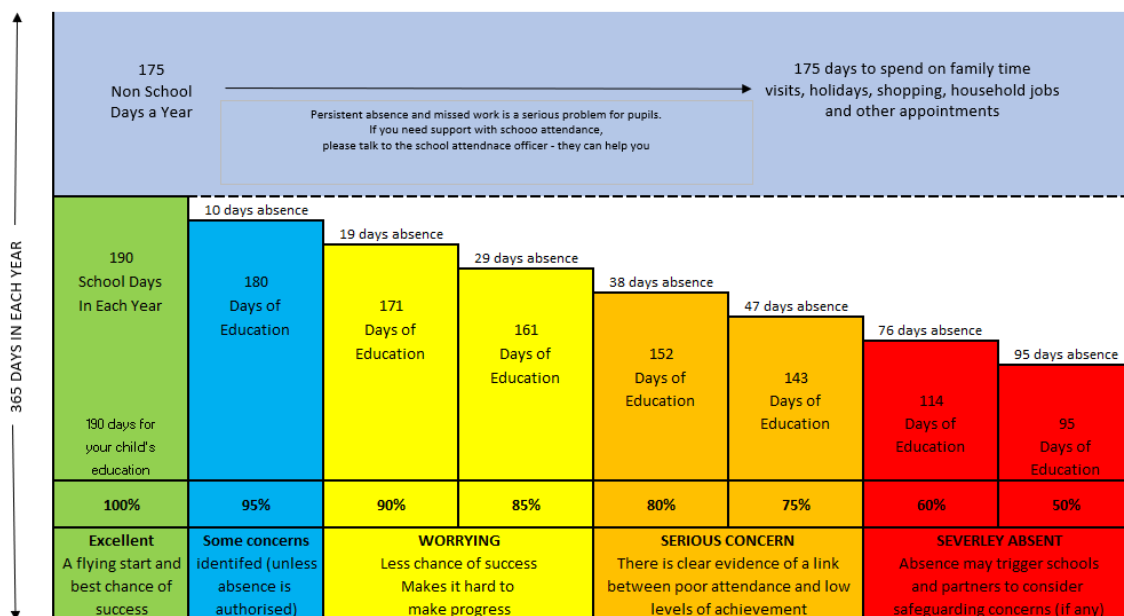 365 DAYS IN EACH YEAR
175
Non School
Days a Year
175 days to spend on family time
visits, holidays, shopping, household jobs
and other appointments
Persistent absence and missed work is a serious problem for pupils.
If you need support with schooo attendance,
please talk to the school attendnace officer - they can help you
190
School Days
In Each Year
190 days for
your child's
education
10 days absence
180
Days of
Education
19 days absence
171
Days of
Education
29 days absence
161
Days of
Education
38 days absence
152
Days of
Education
47 days absence
143
Days of
Education
76 days absence
114
Days of
Education
95 days absence
95
Days of
Education
100%
95%
90%
85%
80%
75%
60%
50%
Excellent
A flying start and
best chance of
success
Some concerns
identifed (unless
absence is
authorised)
WORRYING
Less chance of success
Makes it hard to
make progress
SERIOUS CONCERN
There is clear evidence of a link
between poor attendance and low
levels of achievement
SEVERLEY ABSENT
Absence may trigger schools
and partners to consider
safeguarding concerns (if any)